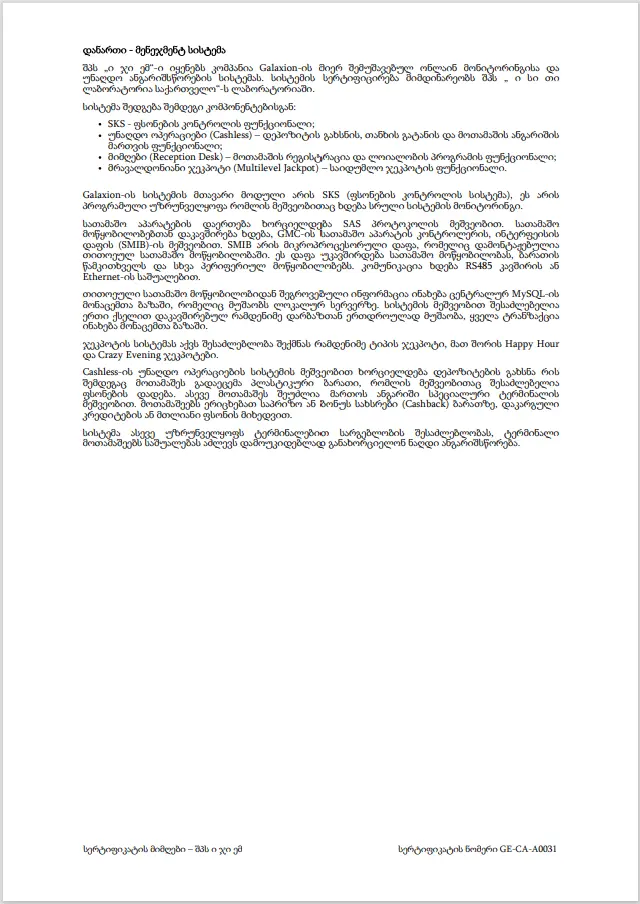 დანართი - მენეჯმენტ სისტემა
შპს „ი ჯი ემ“-ი იყენებს კომპანია Galaxion-ის მიერ შემუშავებულ ონლაინ მონიტორინგისა და
უნაღდო ანგარიშსწორების სისტემას. სისტემის სერტიფიცირება მიმდინარეობს შპს „ ი სი თი
ლაბორატორია საქართველო“-ს ლაბორატორიაში.
სისტემა შედგება შემდეგი კომპონენტებისგან:
• SKS - ფსონების კონტროლის ფუნქციონალი;
• უნაღდო ოპერაციები (Cashless) – დეპოზიტის გახსნის, თანხის გატანის და მოთამაშის ანგარიშის
მართვის ფუნქციონალი;
• მიმღები (Reception Desk) – მოთამაშის რეგისტრაცია და ლოიალობის პროგრამის ფუნქციონალი;
• მრავალდონიანი ჯეკპოტი (Multilevel Jackpot) – საიდუმლო ჯეკპოტის ფუნქციონალი.
Galaxion-ის სისტემის მთავარი მოდული არის SKS (ფსონების კონტროლის სისტემა), ეს არის
პროგრამული უზრუნველყოფა რომლის მეშვეობითაც ხდება სრული სისტემის მონიტორინგი.
სათამაშო აპარატების დაერთება ხორციელდება SAS პროტოკოლის მეშვეობით. სათამაშო
მოწყობილობებთან დაკავშირება ხდება, GMC-ის სათამაშო აპარატის კონტროლერის, ინტერფეისის
დაფის (SMIB)-ის მეშვეობით. SMIB არის მიკროპროცესორული დაფა, რომელიც დამონტაჟებულია
თითოეულ სათამაშო მოწყობილობაში. ეს დაფა უკავშირდება სათამაშო მოწყობილობას, ბარათის
წამკითხველს და სხვა პერიფერიულ მოწყობილობებს. კომუნიკაცია ხდება RS485 კავშირის ან
Ethernet-ის საშუალებით.
თითოეული სათამაშო მოწყობილობიდან შეგროვებული ინფორმაცია ინახება ცენტრალურ MySQL-ის
მონაცემთა ბაზაში, რომელიც მუშაობს ლოკალურ სერვერზე. სისტემის მეშვეობით შესაძლებელია
ერთი ქსელით დაკავშირებულ რამდენიმე დარბაზთან ერთდროულად მუშაობა, ყველა ტრანზაქცია
ინახება მონაცემთა ბაზაში.
ჯეკპოტის სისტემას აქვს შესაძლებლობა შექმნას რამდენიმე ტიპის ჯეკპოტი, მათ შორის Happy Hour
და Crazy Evening ჯეკპოტები.
Cashless-ის უნაღდო ოპერაციების სისტემის მეშვეობით ხორციელდება დეპოზიტების გახსნა რის
შემდეგაც მოთამაშეს გადაეცემა პლასტიკური ბარათი, რომლის მეშვეობითაც შესაძლებელია
ფსონების დადება. ასევე მოთამაშეს შეუძლია მართოს ანგარიში სპეციალური ტერმინალის
მეშვეობით. მოთამაშეებს ერიცხებათ საპრიზო ან ბონუს სახსრები (Cashback) ბარათზე, დაკარგული
კრედიტების ან მთლიანი ფსონის მიხედვით.
სისტემა ასევე უზრუნველყოფს ტერმინალებით სარგებლობის შესაძლებლობას, ტერმინალი
მოთამაშეებს საშუალებას აძლევს დამოუკიდებლად განახორციელონ ნაღდი ანგარიშსწორება.
სერტიფიკატის მიმღები – შპს ი ჯი ემ
სერტიფიკატის ნომერი GE-CA-A0031